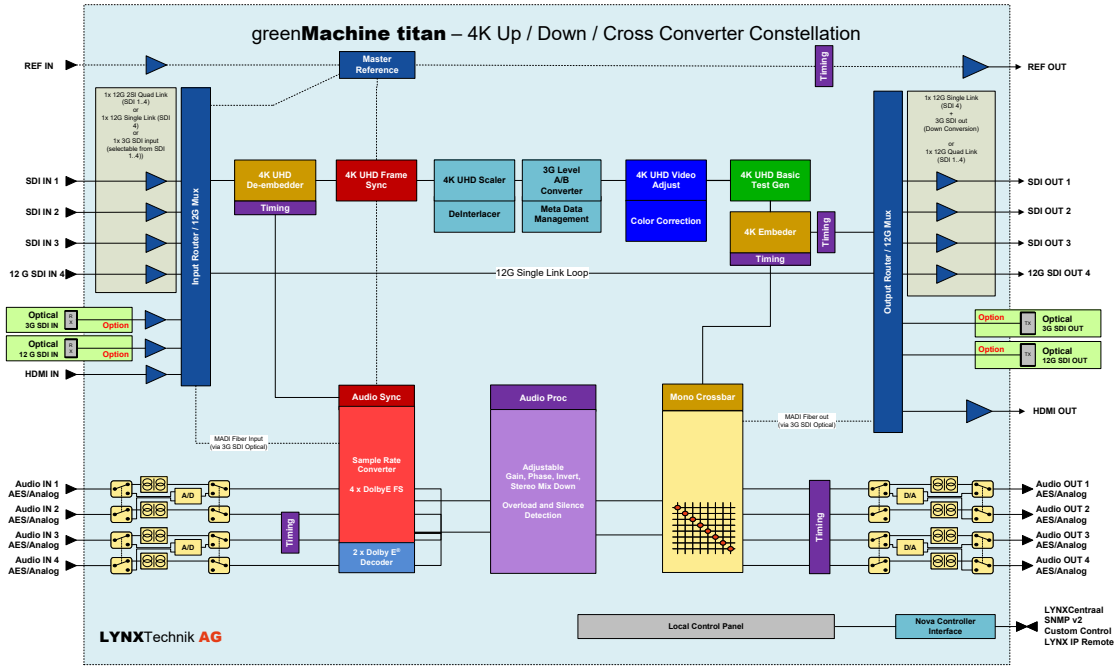 greenMachine titan – 4K Up / Down / Cross Converter Constellation
REF IN
Master
Reference
Timing
REF OUT
1x 12G 2SI Quad Link
(SDI 1..4)
or
1x 12G Single Link (SDI
4)
or
1x 3G SDI input
(selectable from SDI
1..4))
Input Router / 12G Mux
SDI IN 1
SDI IN 2
SDI IN 3
12 G SDI IN 4
Optical
3G SDI IN
R
X
Option
Optical
12 G SDI IN
R
X
Option
HDMI IN
4K UHD
De-embedder
Timing
4K UHD Frame
Sync
4K UHD Scaler
DeInterlacer
3G Level
A/B
Converter
Meta Data
Management
4K UHD Video
Adjust
Color Correction
4K UHD Basic
Test Gen
4K Embeder
Timing
Timing
12G Single Link Loop
Output Router / 12G Mux
1x 12G Single Link
(SDI 4)
+
3G SDI out
(Down Conversion)
or
1x 12G Quad Link
(SDI 1..4)
SDI OUT 1
SDI OUT 2
SDI OUT 3
12G SDI OUT 4
Option
TX
Optical
3G SDI OUT
Option
TX
Optical
12G SDI OUT
HDMI OUT
MADI Fiber Input
(via 3G SDI Optical)
Audio Sync
Sample Rate
Converter
4 x DolbyE FS
2 x Dolby E®
Decoder
Audio Proc
Adjustable
Gain, Phase, Invert,
Stereo Mix Down
Overload and Silence
Detection
Mono Crossbar
MADI Fiber out
(via 3G SDI Optical)
Audio IN 1
AES/Analog
Audio IN 2
AES/Analog
Audio IN 3
AES/Analog
Audio IN 4
AES/Analog
A/D
A/D
Timing
Timing
D/A
D/A
Audio OUT 1
AES/Analog
Audio OUT 2
AES/Analog
Audio OUT 3
AES/Analog
Audio OUT 4
AES/Analog
LYNXTechnik AG
Local Control Panel
Nova Controller
Interface
LYNXCentraal
SNMP v2
Custom Control
LYNX IP Remote